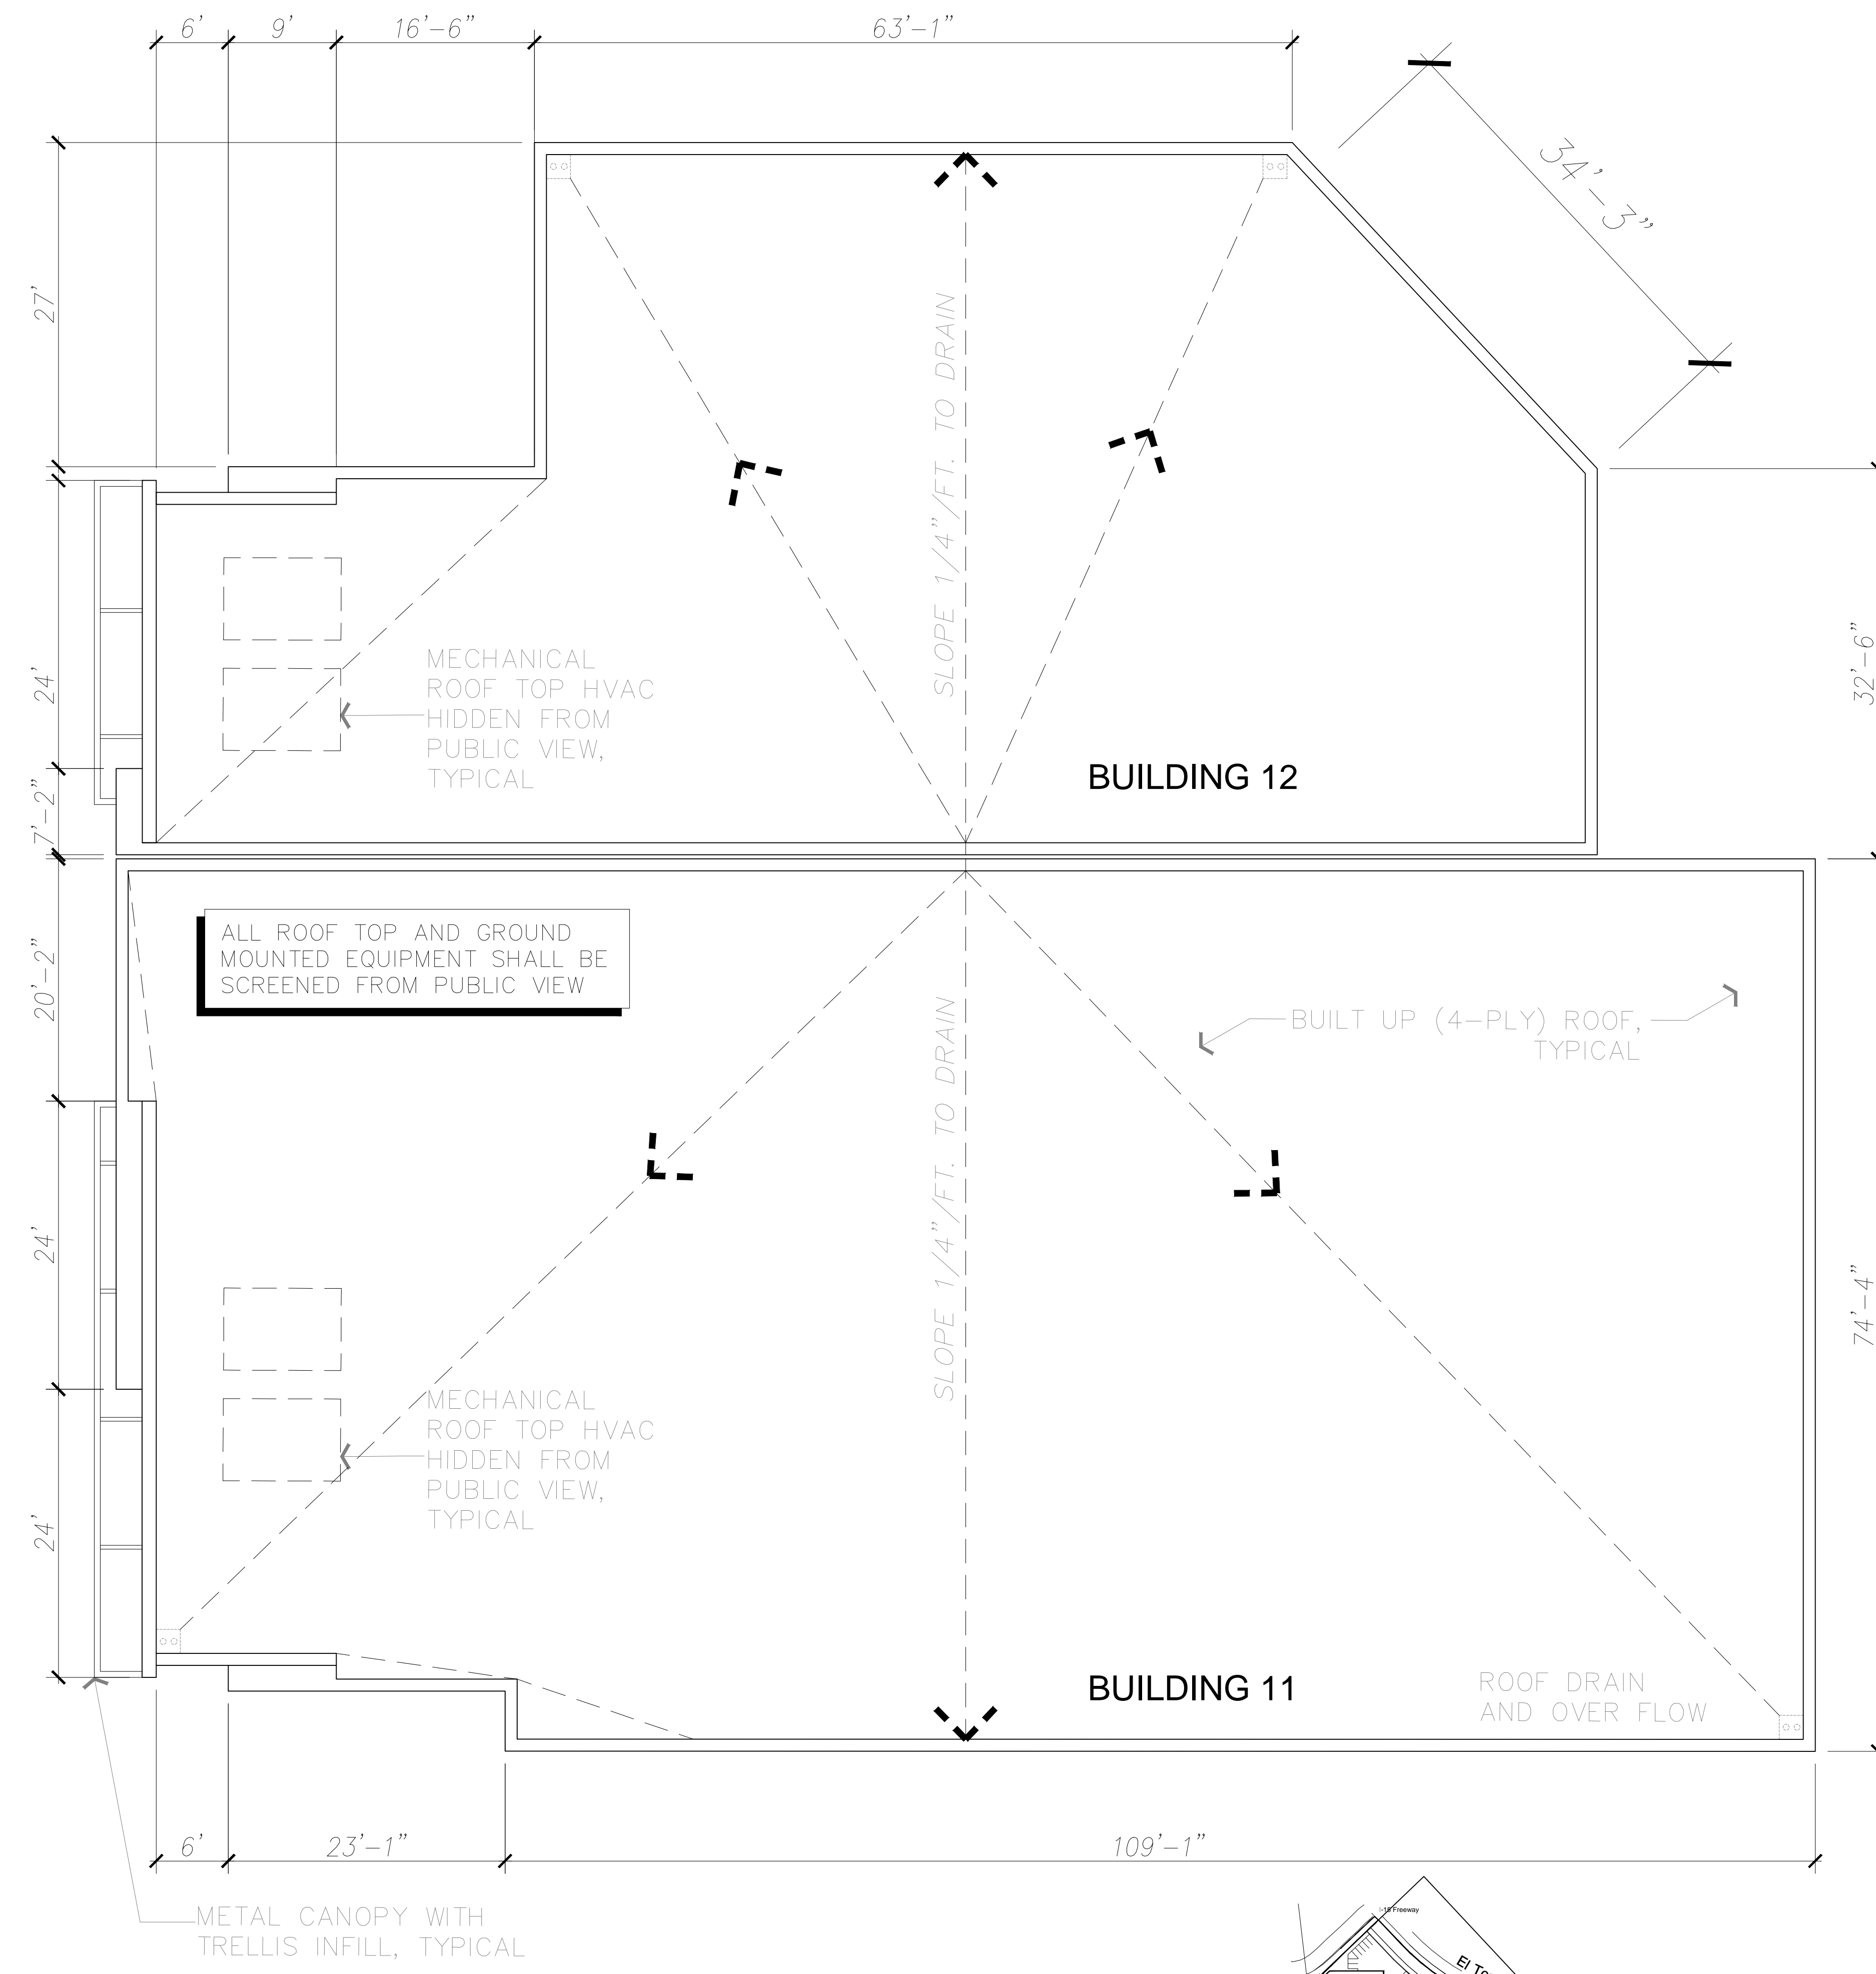 6'
9'
16'-6"
63'-1"
34'-3"
27'
24'
7'-2"
32'-6"
SLOPE 1/4"/FT. TO DRAIN
MECHANICAL
ROOF TOP HVAC
HIDDEN FROM
PUBLIC VIEW,
TYPICAL
BUILDING 12
20'-2"
24'
24'
74'-4"
ALL ROOF TOP AND GROUND
MOUNTED EQUIPMENT SHALL BE
SCREENED FROM PUBLIC VIEW
BUILT UP (4-PLY) ROOF,
TYPICAL
SLOPE 1/4"/FT. TO DRAIN
MECHANICAL
ROOF TOP HVAC
HIDDEN FROM
PUBLIC VIEW,
TYPICAL
BUILDING 11
ROOF DRAIN
AND OVER FLOW
6'
23'-1"
109'-1"
METAL CANOPY WITH
TRELLIS INFILL, TYPICAL
I-15 Freeway
El